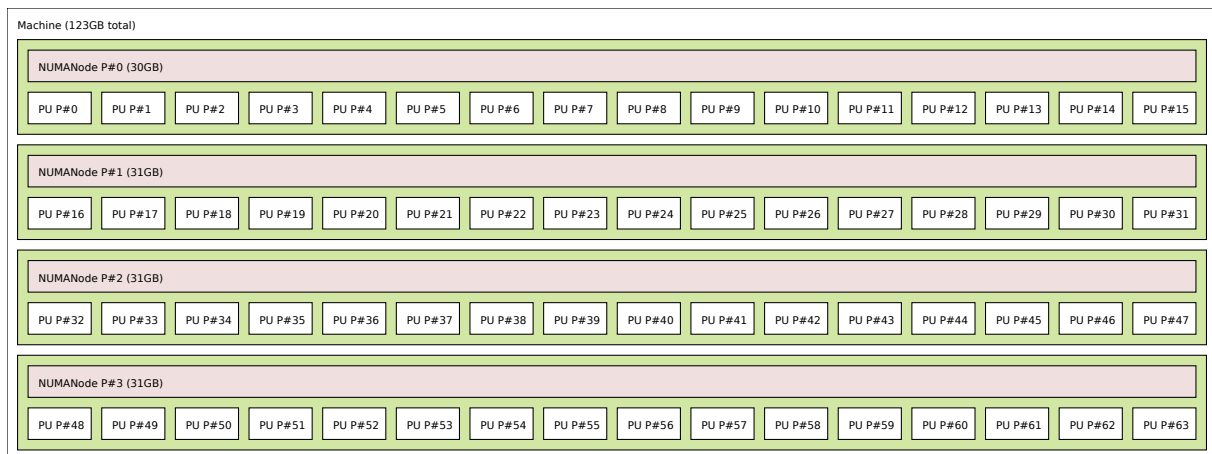 Machine (123GB total)
NUMANode P#0 (30GB)
PU P#0 PU P#1 PU P#2 PU P#3 PU P#4 PU P#5 PU P#6 PU P#7 PU P#8 PU P#9 PU P#10 PU P#11 PU P#12 PU P#13 PU P#14 PU P#15
NUMANode P#1 (31GB)
PU P#16 PU P#17 PU P#18 PU P#19 PU P#20 PU P#21 PU P#22 PU P#23 PU P#24 PU P#25 PU P#26 PU P#27 PU P#28 PU P#29 PU P#30 PU P#31
NUMANode P#2 (31GB)
PU P#32 PU P#33 PU P#34 PU P#35 PU P#36 PU P#37 PU P#38 PU P#39 PU P#40 PU P#41 PU P#42 PU P#43 PU P#44 PU P#45 PU P#46 PU P#47
NUMANode P#3 (31GB)
PU P#48 PU P#49 PU P#50 PU P#51 PU P#52 PU P#53 PU P#54 PU P#55 PU P#56 PU P#57 PU P#58 PU P#59 PU P#60 PU P#61 PU P#62 PU P#63